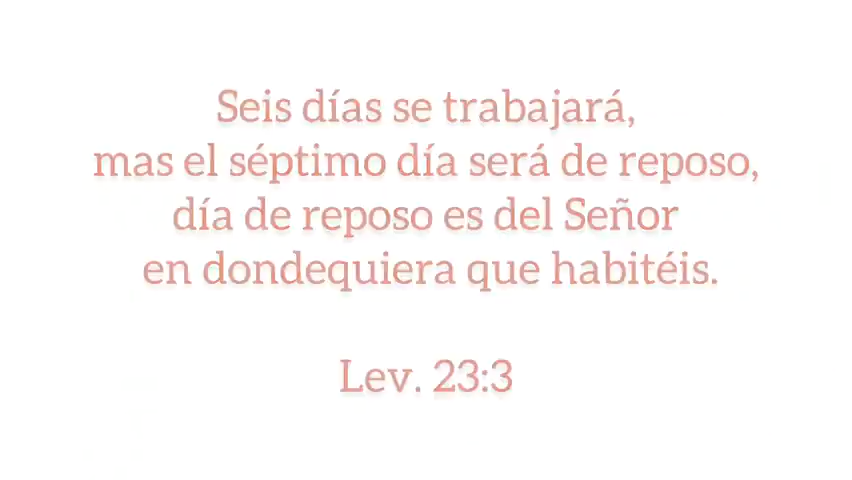 Seis días se trabajará,
mas el séptimo día será de reposo,
día de reposo es del Señor
en dondequiera que habitéis.
Lev. 23:3